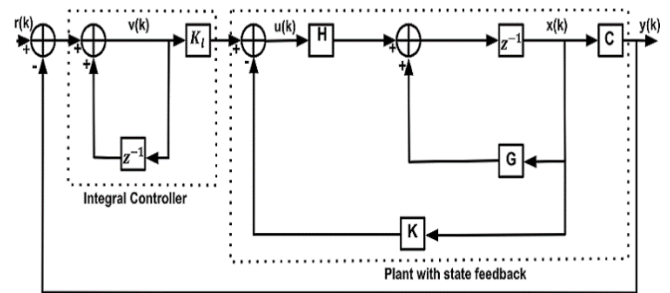 r(k) v(k) K_I u(k) H z⁻¹ x(k) C y(k)
+ + + +
- -
+ +
z⁻¹ G
Integral Controller K
Plant with state feedback